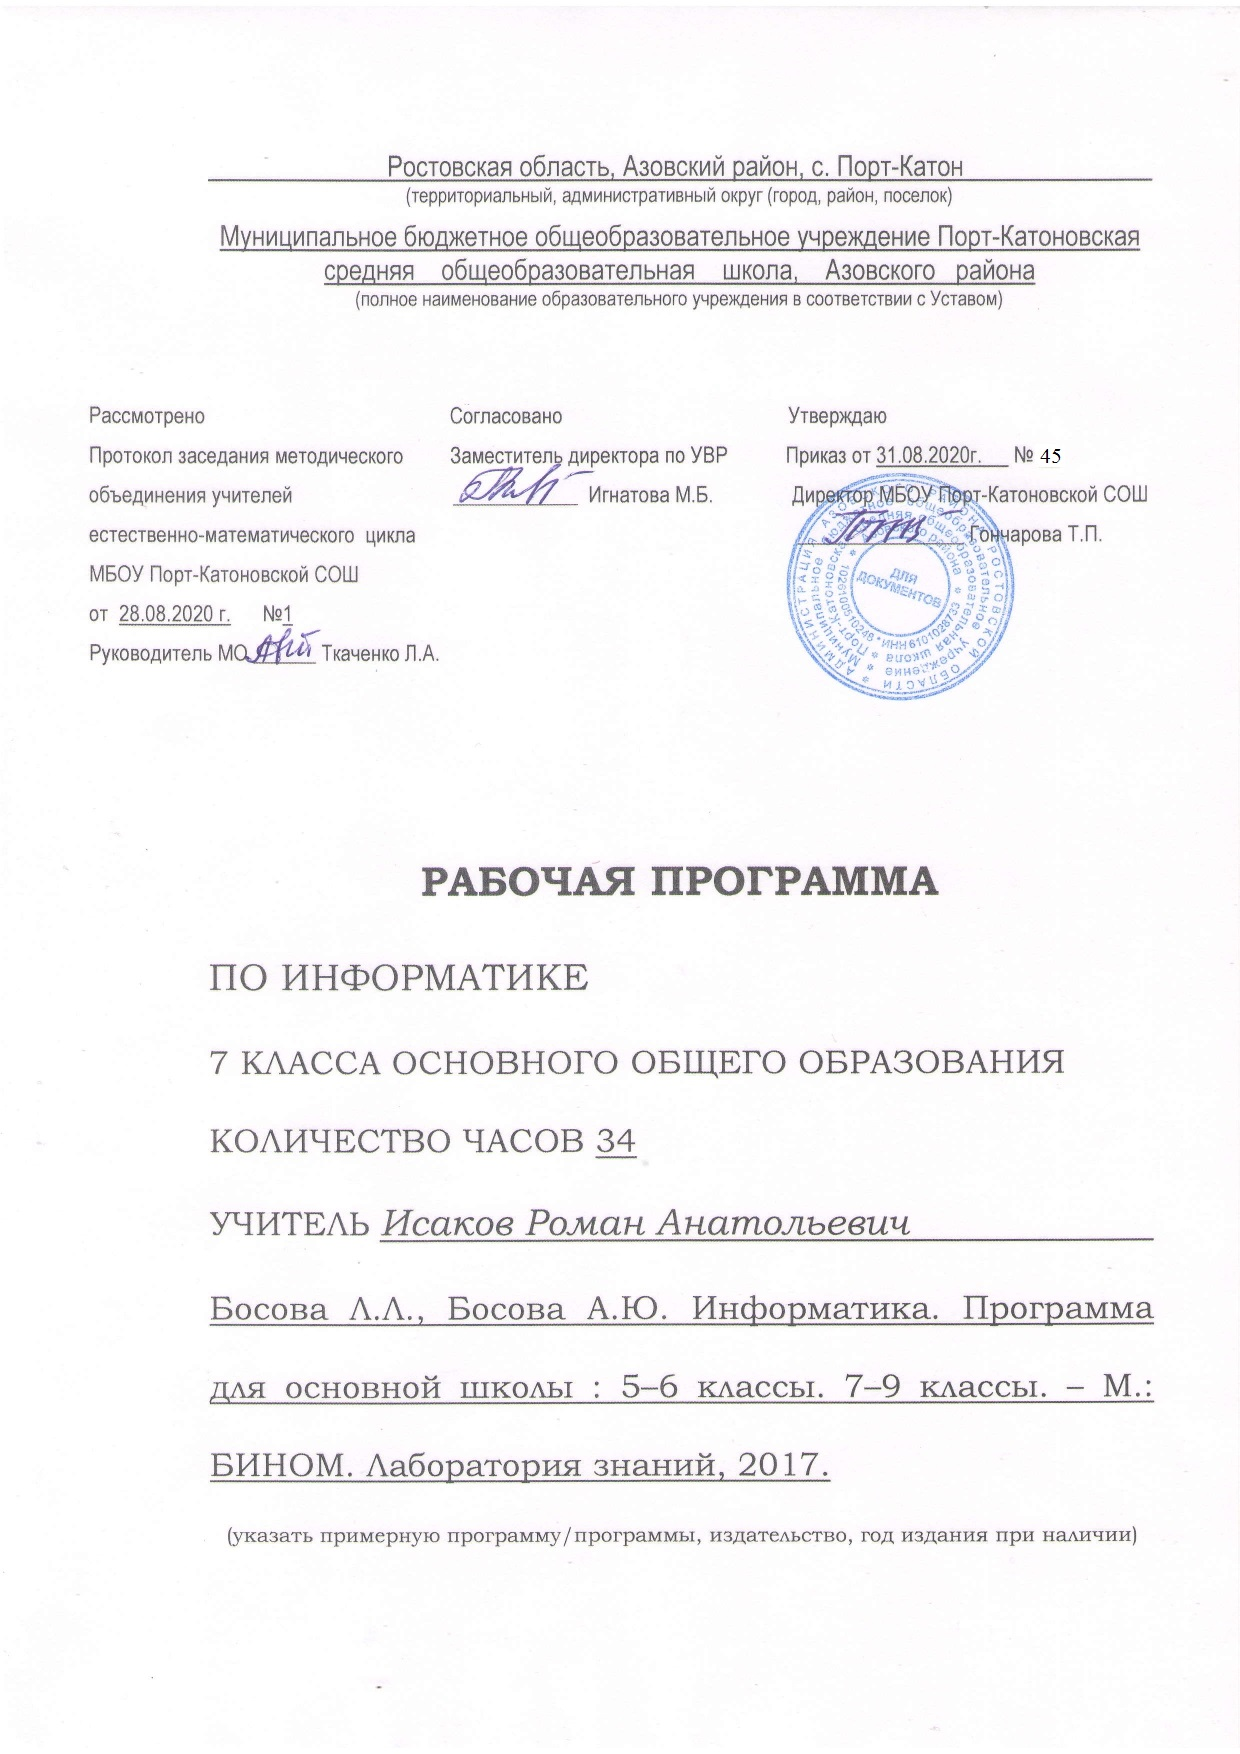 Ростовская область, Азовский район, с. Порт-Катон
(территориальный, административный округ (город, район, поселок)
Муниципальное бюджетное общеобразовательное учреждение Порт-Катоновская
средняя общеобразовательная школа, Азовского района
(полное наименование образовательного учреждения в соответствии с Уставом)
Рассмотрено
Протокол заседания методического
объединения учителей
естественно-математического цикла
МБОУ Порт-Катоновской СОШ
от 28.08.2020 г. №1
Руководитель МО ______ Ткаченко Л.А.
Согласовано
Заместитель директора по УВР
____________ Игнатова М.Б.
Утверждаю
Приказ от 31.08.2020г. № 45
Директор МБОУ Порт-Катоновской СОШ
____________ Гончарова Т.П.
ДЛЯ
ДОКУМЕНТОВ
РАБОЧАЯ ПРОГРАММА
ПО ИНФОРМАТИКЕ
7 КЛАССА ОСНОВНОГО ОБЩЕГО ОБРАЗОВАНИЯ
КОЛИЧЕСТВО ЧАСОВ 34
УЧИТЕЛЬ Исаков Роман Анатольевич
Босова Л.Л., Босова А.Ю. Информатика. Программа
для основной школы : 5–6 классы. 7–9 классы. – М.:
БИНОМ. Лаборатория знаний, 2017.
(указать примерную программу/программы, издательство, год издания при наличии)